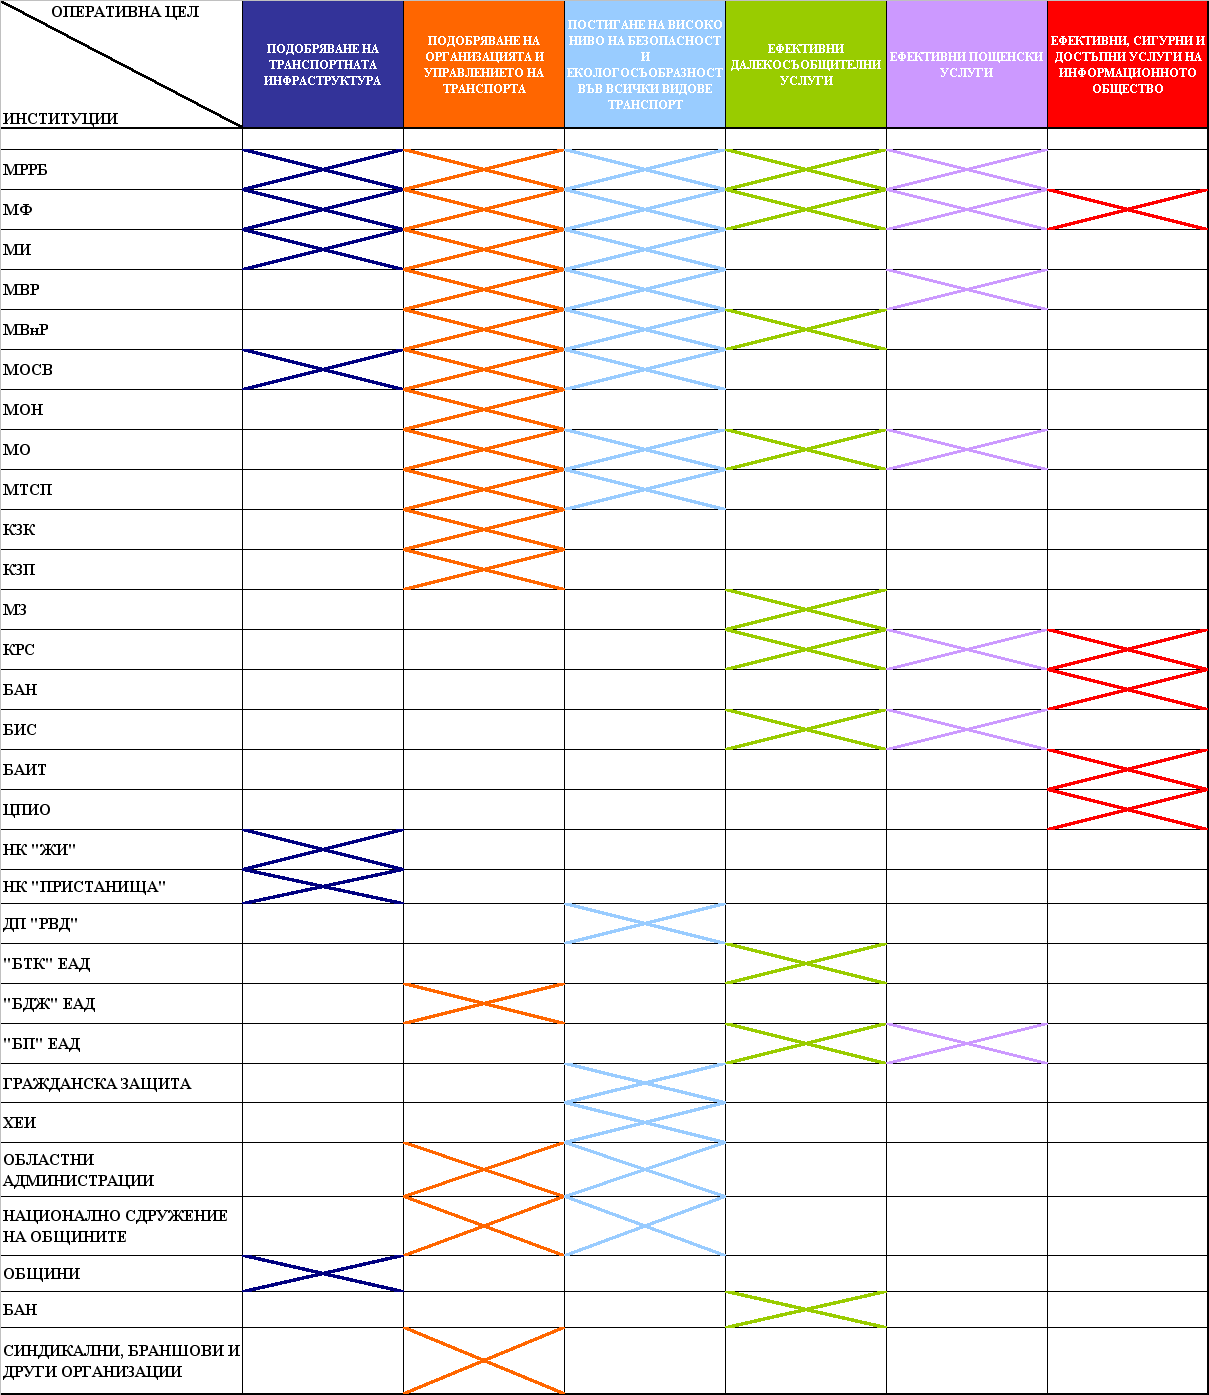 ОПЕРАТИВНА ЦЕЛ
ИНСТИТУЦИИ
ПОДОБРЯВАНЕ НА
ТРАНСПОРТНАТА
ИНФРАСТРУКТУРА
ПОДОБРЯВАНЕ НА
ОРГАНИЗАЦИЯТА И
УПРАВЛЕНИЕТО НА
ТРАНСПОРТА
ПОСТИГАНЕ НА ВИСОКО
НИВО НА БЕЗОПАСНОСТ
И
ЕКОЛОГОСЪОБРАЗНОСТ
ВЪВ ВСИЧКИ ВИДОВЕ
ТРАНСПОРТ
ЕФЕКТИВНИ
ДАЛЕКОСЪОБЩИТЕЛНИ
УСЛУГИ
ЕФЕКТИВНИ ПОЩЕНСКИ
УСЛУГИ
ЕФЕКТИВНИ, СИГУРНИ И
ДОСТЪПНИ УСЛУГИ НА
ИНФОРМАЦИОННОТО
ОБЩЕСТВО
МРРБ
МФ
МИ
МВР
МВнР
МОСВ
МОН
МО
МТСП
КЗК
КЗП
МЗ
КРС
БАН
БИС
БАИТ
ЦПИО
НК "ЖИ"
НК "ПРИСТАНИЩА"
ДП "РВД"
"БТК" ЕАД
"БДЖ" ЕАД
"БП" ЕАД
ГРАЖДАНСКА ЗАЩИТА
ХЕИ
ОБЛАСТНИ
АДМИНИСТРАЦИИ
НАЦИОНАЛНО СДРУЖЕНИЕ
НА ОБЩИНИТЕ
ОБЩИНИ
БАН
СИНДИКАЛНИ, БРАНШОВИ И
ДРУГИ ОРГАНИЗАЦИИ